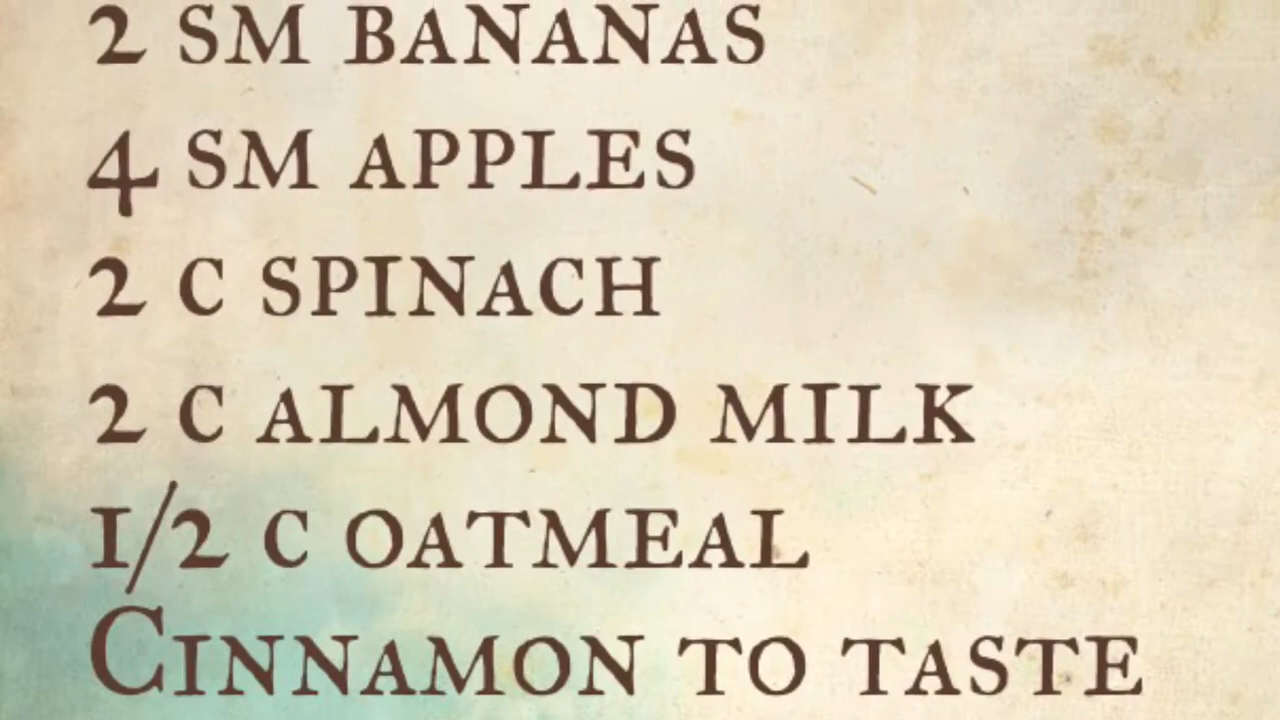 2 SM BANANAS
4 SM APPLES
2 C SPINACH
2 C ALMOND MILK
1/2 C OATMEAL
CINNAMON TO TASTE